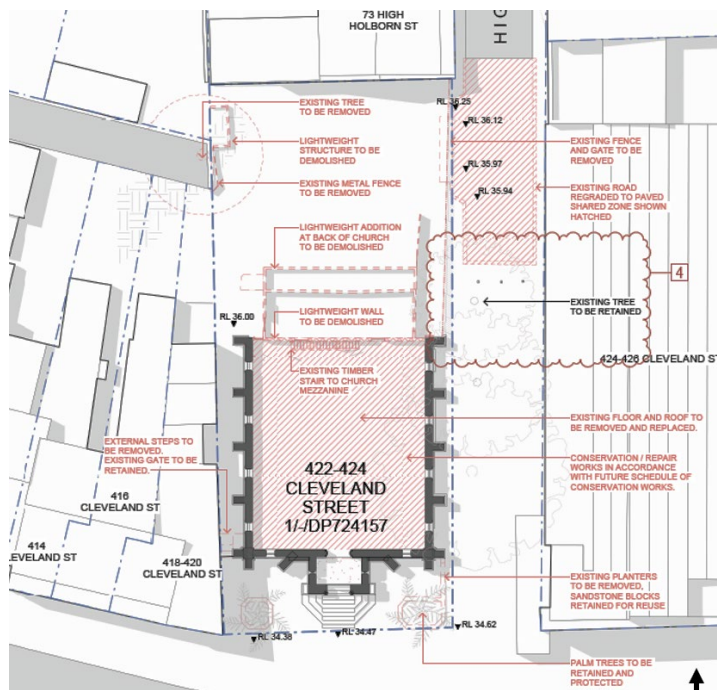 73 HIGH
HOLBORN ST
HIG
EXISTING TREE
TO BE REMOVED
RL 36.25
RL 36.12
LIGHTWEIGHT
STRUCTURE TO BE
DEMOLISHED
EXISTING FENCE
AND GATE TO BE
REMOVED
RL 35.97
EXISTING METAL FENCE
TO BE REMOVED
RL 35.94
EXISTING ROAD
REGRADED TO PAVED
SHARED ZONE SHOWN
HATCHED
LIGHTWEIGHT ADDITION
AT BACK OF CHURCH
TO BE DEMOLISHED
4
EXISTING TREE
TO BE RETAINED
RL 36.00
LIGHTWEIGHT WALL
TO BE DEMOLISHED
424-426 CLEVELAND ST
EXISTING TIMBER
STAIR TO CHURCH
MEZZANINE
EXISTING FLOOR AND ROOF TO
BE REMOVED AND REPLACED.
EXTERNAL STEPS TO
BE REMOVED.
EXISTING GATE TO BE
RETAINED.
CONSERVATION / REPAIR
WORKS IN ACCORDANCE
WITH FUTURE SCHEDULE OF
CONSERVATION WORKS.
422-424
CLEVELAND
STREET
1/-/DP724157
416
CLEVELAND ST
414
LEVELAND ST
418-420
CLEVELAND ST
EXISTING PLANTERS
TO BE REMOVED,
SANDSTONE BLOCKS
RETAINED FOR REUSE
RL 34.38
RL 34.47
RL 34.62
PALM TREES TO BE
RETAINED AND
PROTECTED